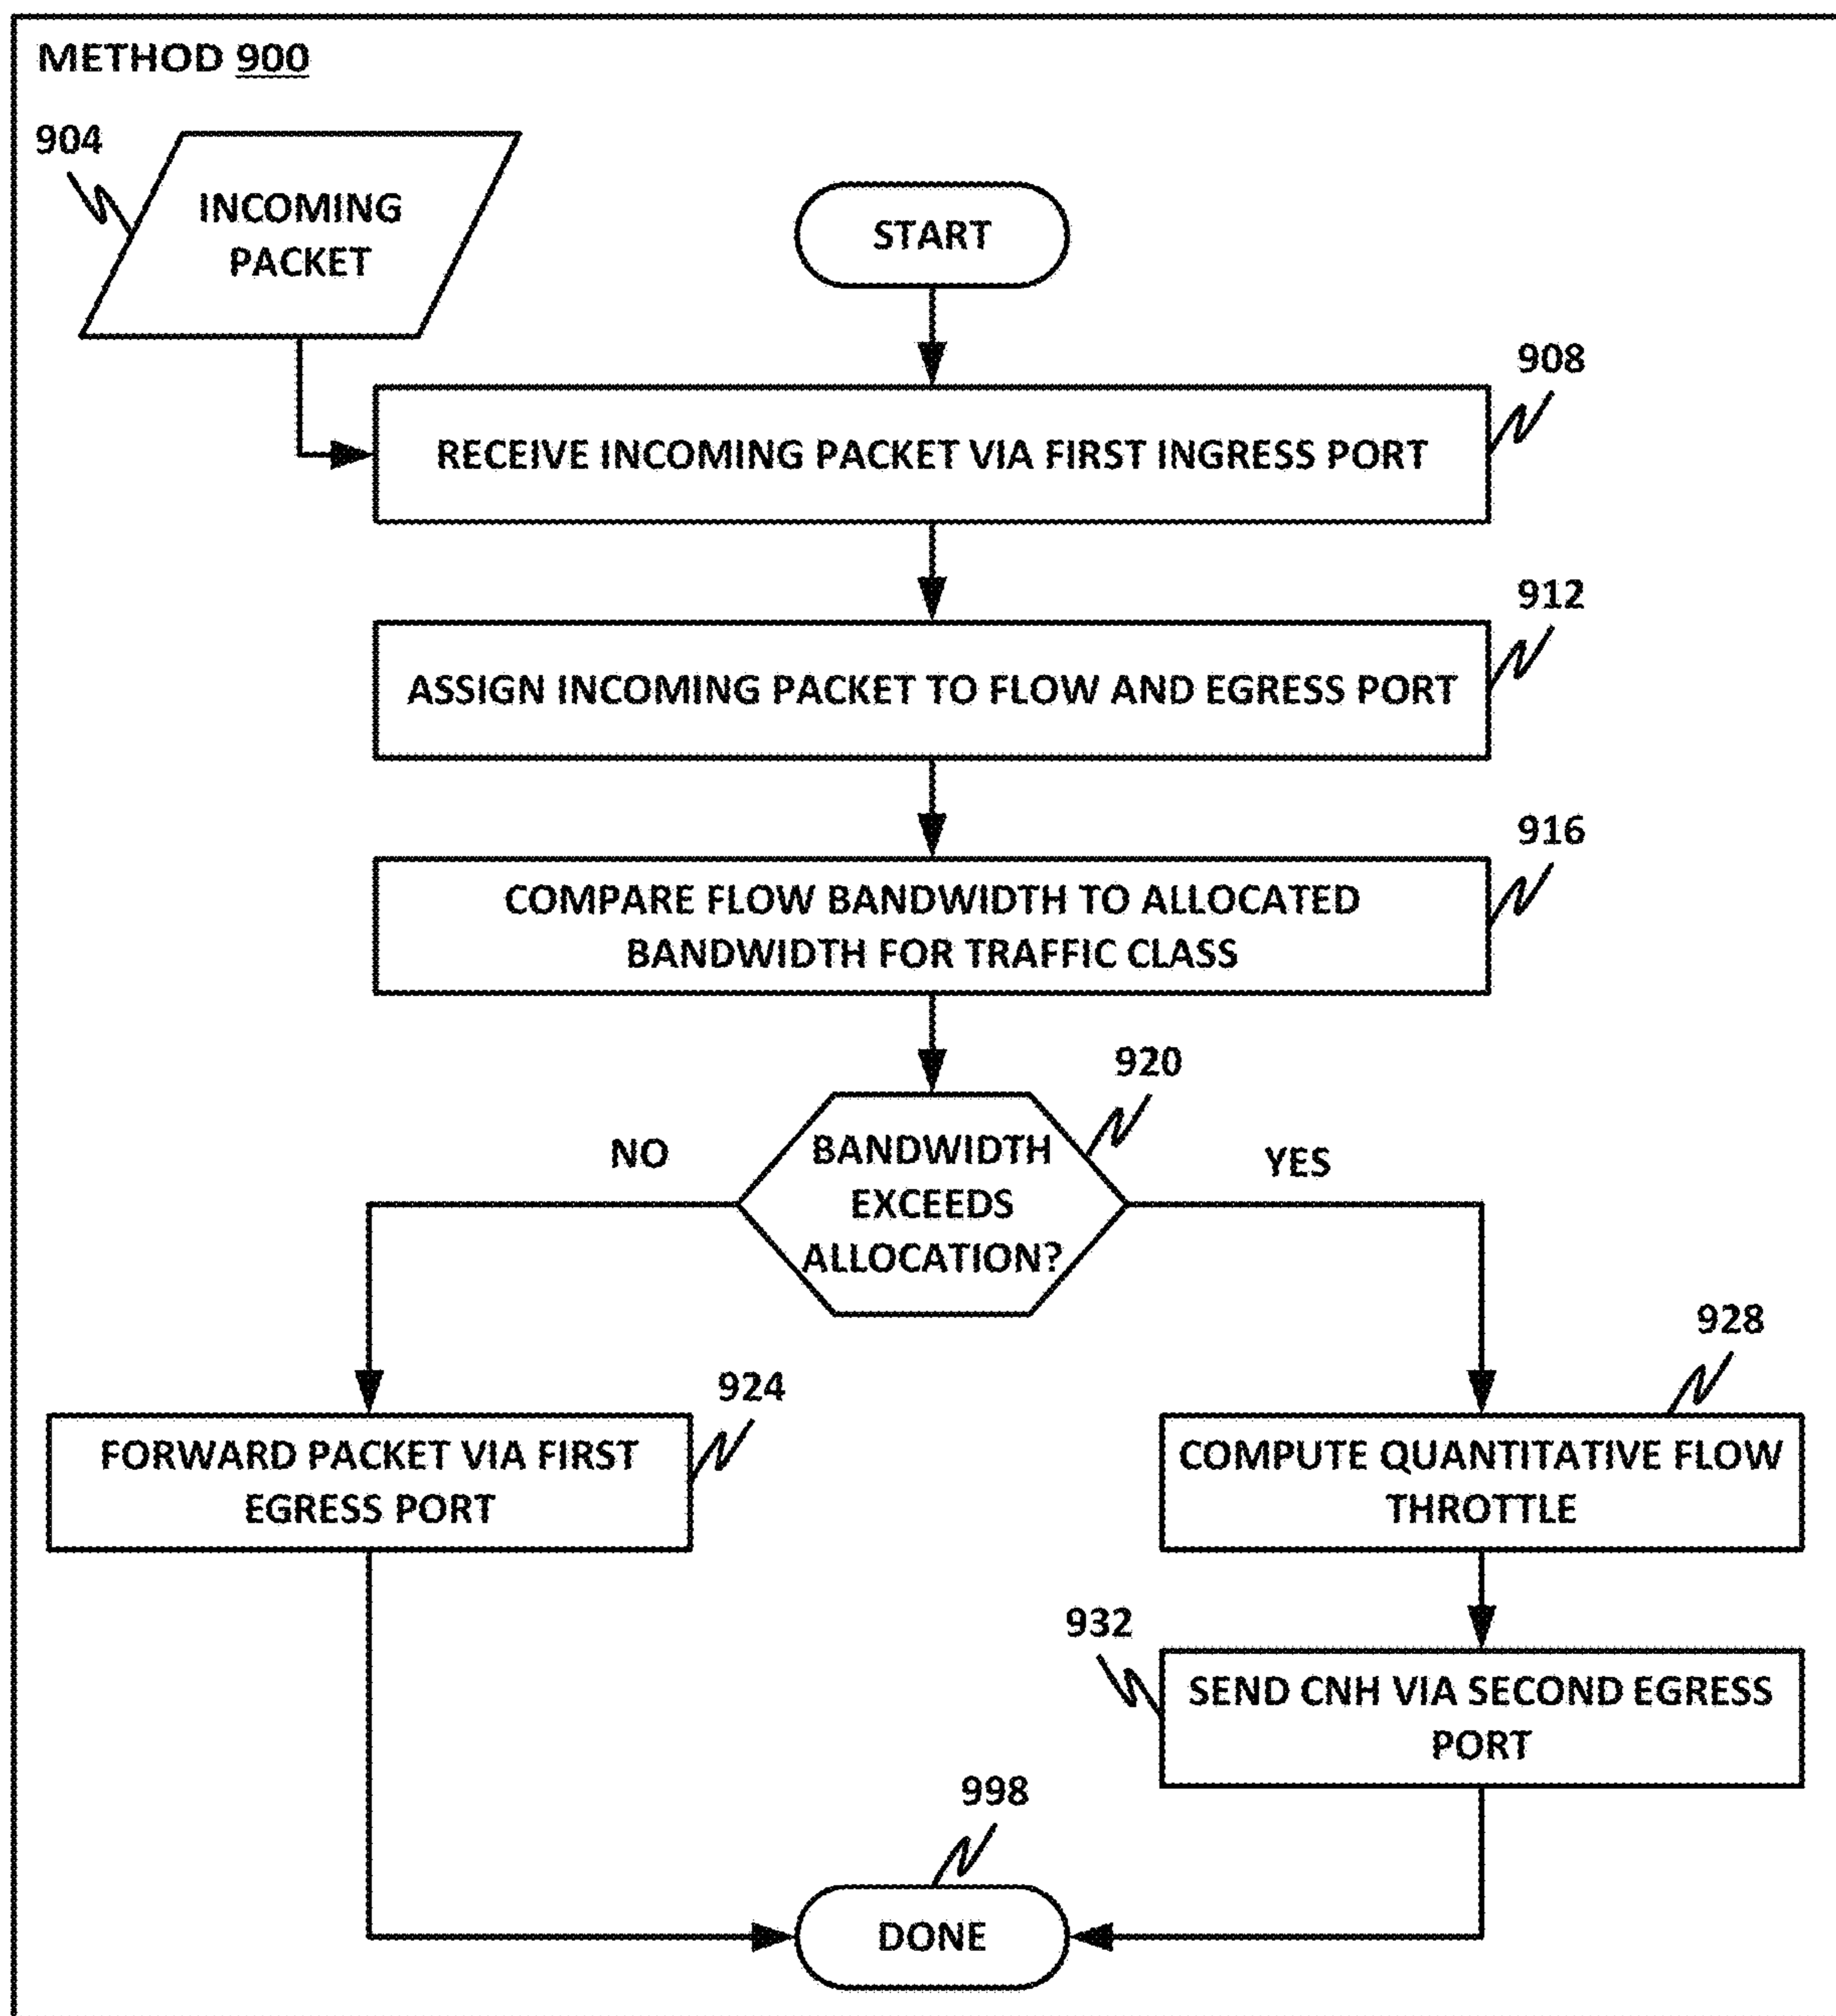 METHOD 900
904
INCOMING
PACKET
START
908
RECEIVE INCOMING PACKET VIA FIRST INGRESS PORT
912
ASSIGN INCOMING PACKET TO FLOW AND EGRESS PORT
916
COMPARE FLOW BANDWIDTH TO ALLOCATED
BANDWIDTH FOR TRAFFIC CLASS
920
NO
BANDWIDTH
EXCEEDS
ALLOCATION?
YES
924
FORWARD PACKET VIA FIRST
EGRESS PORT
928
COMPUTE QUANTITATIVE FLOW
THROTTLE
932
SEND CNH VIA SECOND EGRESS
PORT
998
DONE